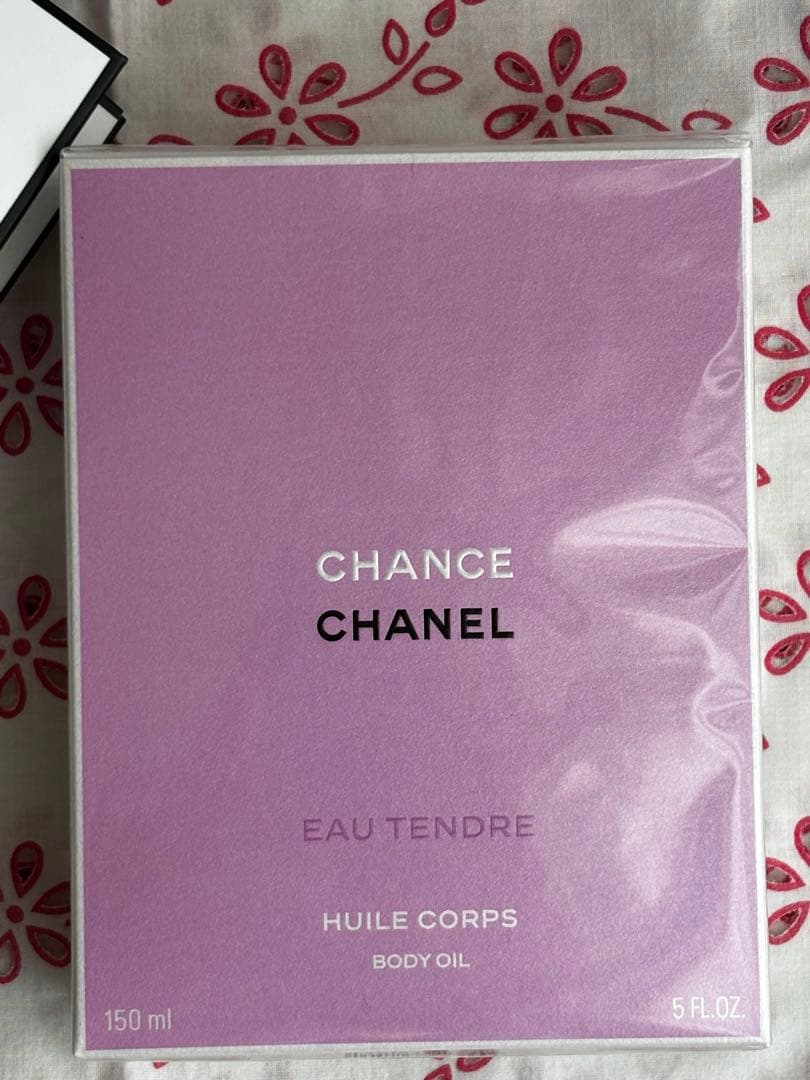 CHANCE
CHANEL
EAU TENDRE
HUILE CORPS
BODY OIL
150 ml 5 FL.OZ.